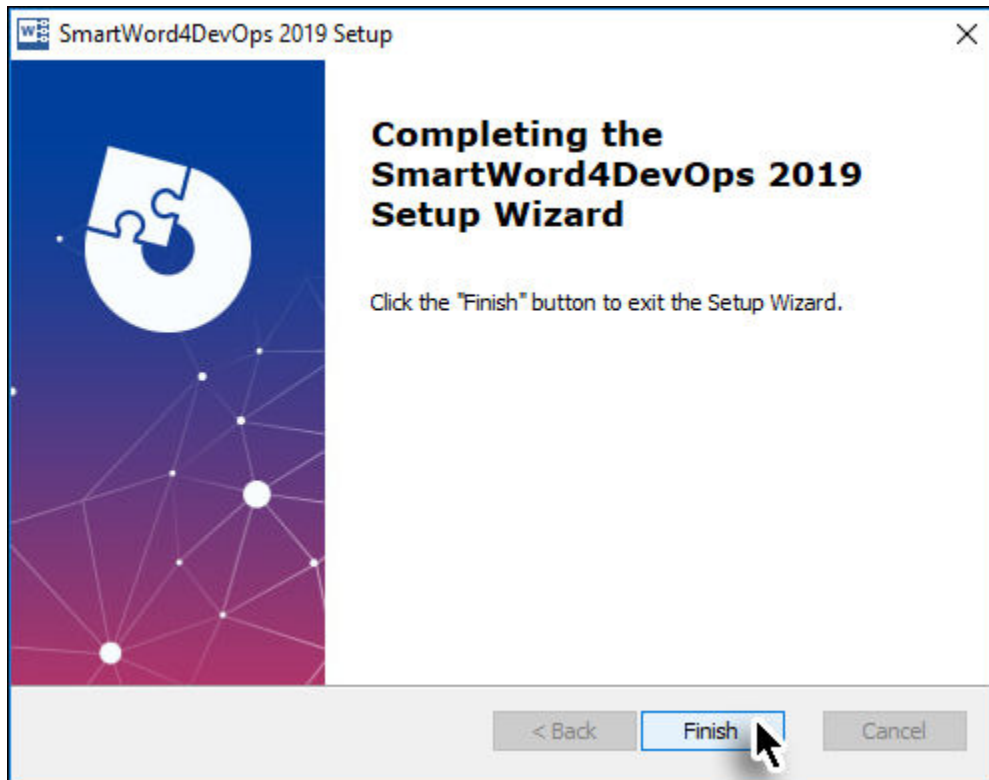 SmartWord4DevOps 2019 Setup
Completing the
SmartWord4DevOps 2019
Setup Wizard
Click the "Finish" button to exit the Setup Wizard.
< Back
Finish
Cancel